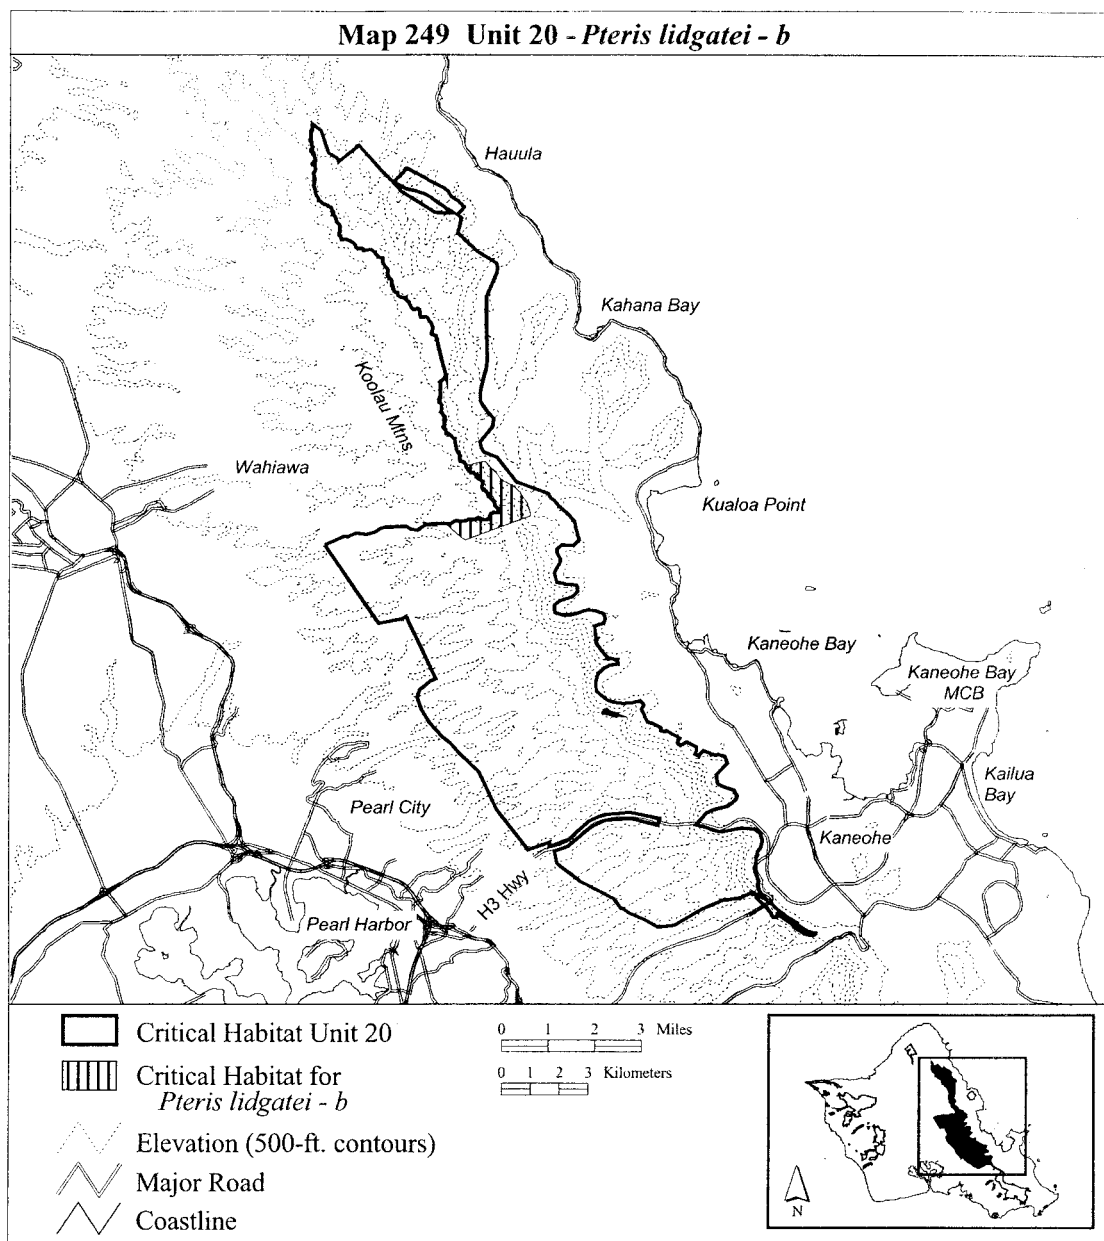 Map 249 Unit 20 - Pteris lidgatei - b
Hauula
Kahana Bay
Koolau Mtns.
Wahiawa
Kualoa Point
Kaneohe Bay
Kaneohe Bay
MCB
Kailua
Bay
Pearl City
Kaneohe
H3 Hwy
Pearl Harbor
Critical Habitat Unit 20
Critical Habitat for
Pteris lidgatei - b
Elevation (500-ft. contours)
Major Road
Coastline
0 1 2 3 Miles
0 1 2 3 Kilometers
N